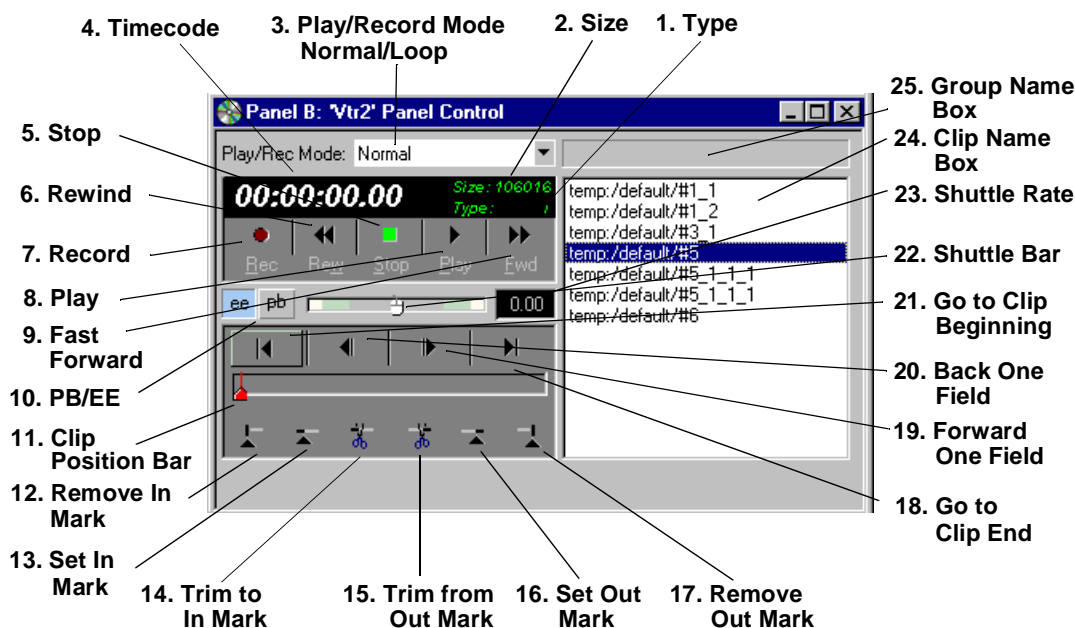 4. Timecode
3. Play/Record Mode
Normal/Loop
2. Size
1. Type
25. Group Name
Box
24. Clip Name
Box
23. Shuttle Rate
22. Shuttle Bar
21. Go to Clip
Beginning
20. Back One
Field
19. Forward
One Field
18. Go to
Clip End
5. Stop
6. Rewind
7. Record
8. Play
9. Fast
Forward
10. PB/EE
11. Clip
Position Bar
12. Remove In
Mark
13. Set In
Mark
14. Trim to
In Mark
15. Trim from
Out Mark
16. Set Out
Mark
17. Remove
Out Mark
Panel B: 'Vtr2' Panel Control
Play/Rec Mode: Normal
00:00:00.00
Size: 106016
Type: I
Rec Rew Stop Play Fwd
ee pb 0.00
temp:/default/#1_1
temp:/default/#1_2
temp:/default/#3_1
temp:/default/#5
temp:/default/#5_1_1_1
temp:/default/#5_1_1_1
temp:/default/#6